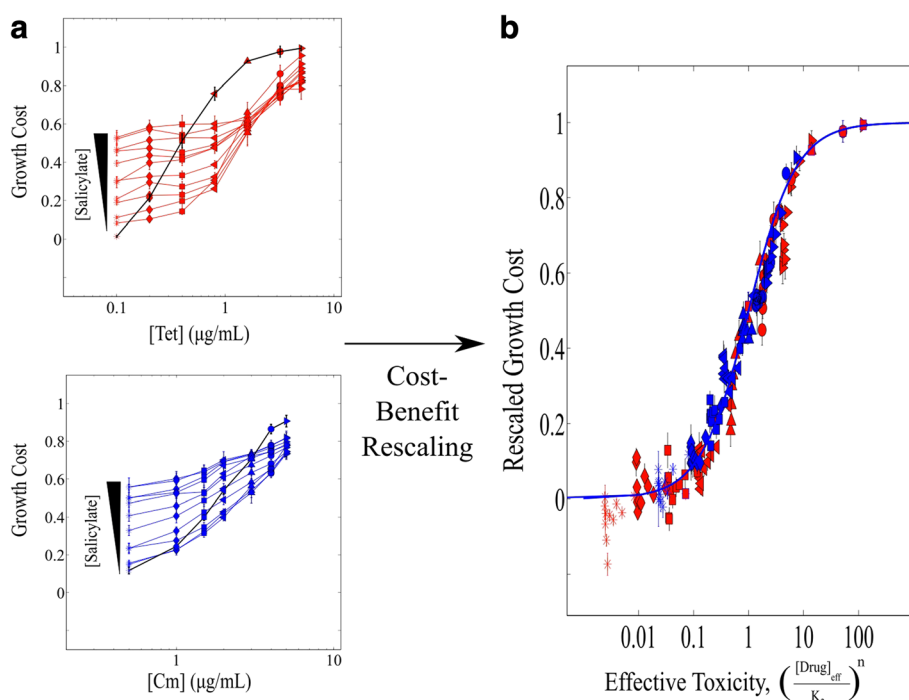 a
b
Growth Cost
1
0.8
0.6
0.4
0.2
0
[Salicylate]
0.1
1
10
[Tet] (μg/mL)
Growth Cost
1
0.8
0.6
0.4
0.2
0
[Salicylate]
1
10
[Cm] (μg/mL)
Cost-
Benefit
Rescaling
Rescaled Growth Cost
1
0.8
0.6
0.4
0.2
0
0.01
0.1
1
10
100
Effective Toxicity, ([Drug]eff / K)^n